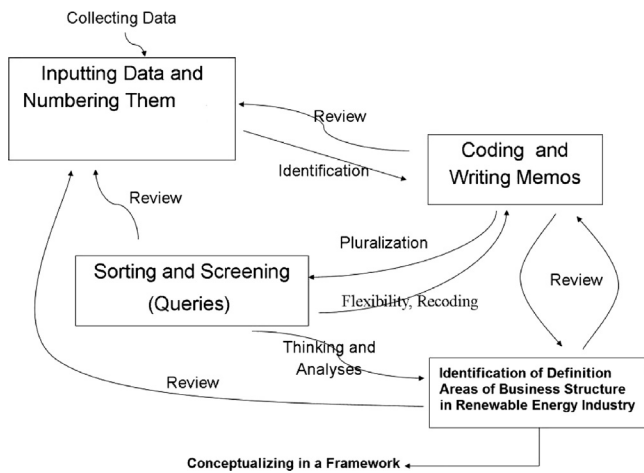 Collecting Data
Inputting Data and
Numbering Them
Review
Identification
Coding and
Writing Memos
Review
Pluralization
Sorting and Screening
(Queries)
Flexibility, Recoding
Review
Thinking and
Analyses
Review
Identification of Definition
Areas of Business Structure
in Renewable Energy Industry
Conceptualizing in a Framework